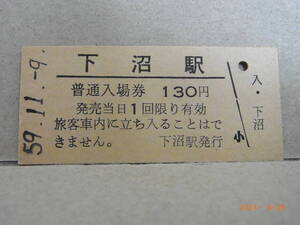 下沼駅
普通入場券 130円
発売当日1回限り有効
旅客車内に立ち入ることはで
きません。 下沼駅発行
59.11.-9.
入・下沼
小